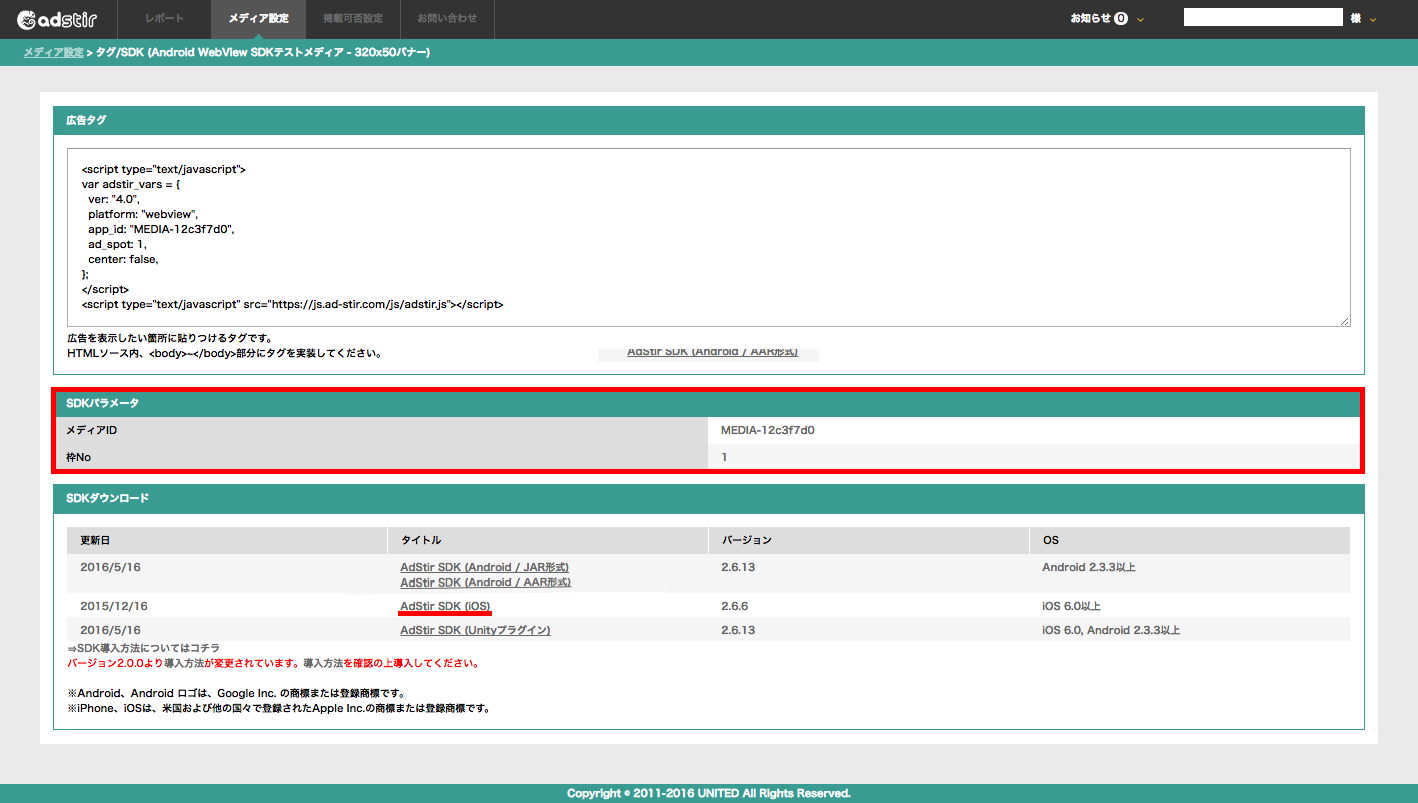 adstir
レポート
メディア設定
掲載可否設定
お問い合わせ
お知らせ 0
様
メディア設定 > タグ/SDK (Android WebView SDKテストメディア - 320x50バナー)
広告タグ
<script type="text/javascript">
var adstir_vars = {
ver: "4.0",
platform: "webview",
app_id: "MEDIA-12c3f7d0",
ad_spot: 1,
center: false,
};
</script>
<script type="text/javascript" src="https://js.ad-stir.com/js/adstir.js"></script>
広告を表示したい箇所に貼りつけるタグです。
HTMLソース内、<body>~</body>部分にタグを実装してください。
AdStir SDK (Android / AAR形式)
SDKパラメータ
メディアID MEDIA-12c3f7d0
枠No 1
SDKダウンロード
更新日 タイトル バージョン OS
2016/5/16 AdStir SDK (Android / JAR形式) 2.6.13 Android 2.3.3以上
AdStir SDK (Android / AAR形式)
2015/12/16 AdStir SDK (iOS) 2.6.6 iOS 6.0以上
2016/5/16 AdStir SDK (Unityプラグイン) 2.6.13 iOS 6.0, Android 2.3.3以上
⇒SDK導入方法についてはコチラ
バージョン2.0.0より導入方法が変更されています。導入方法を確認の上導入してください。
※Android、Android ロゴは、Google Inc. の商標または登録商標です。
※iPhone、iOSは、米国および他の国々で登録されたApple Inc.の商標または登録商標です。
Copyright © 2011-2016 UNITED All Rights Reserved.